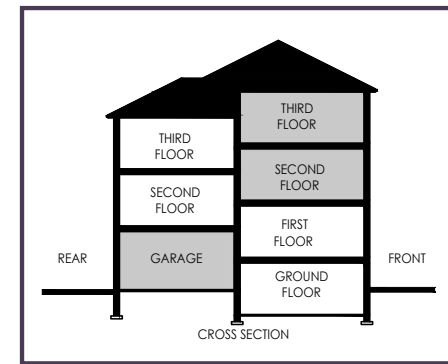 THIRD
FLOOR
THIRD
FLOOR
SECOND
FLOOR
SECOND
FLOOR
FIRST
FLOOR
REAR
GARAGE
FRONT
GROUND
FLOOR
CROSS SECTION